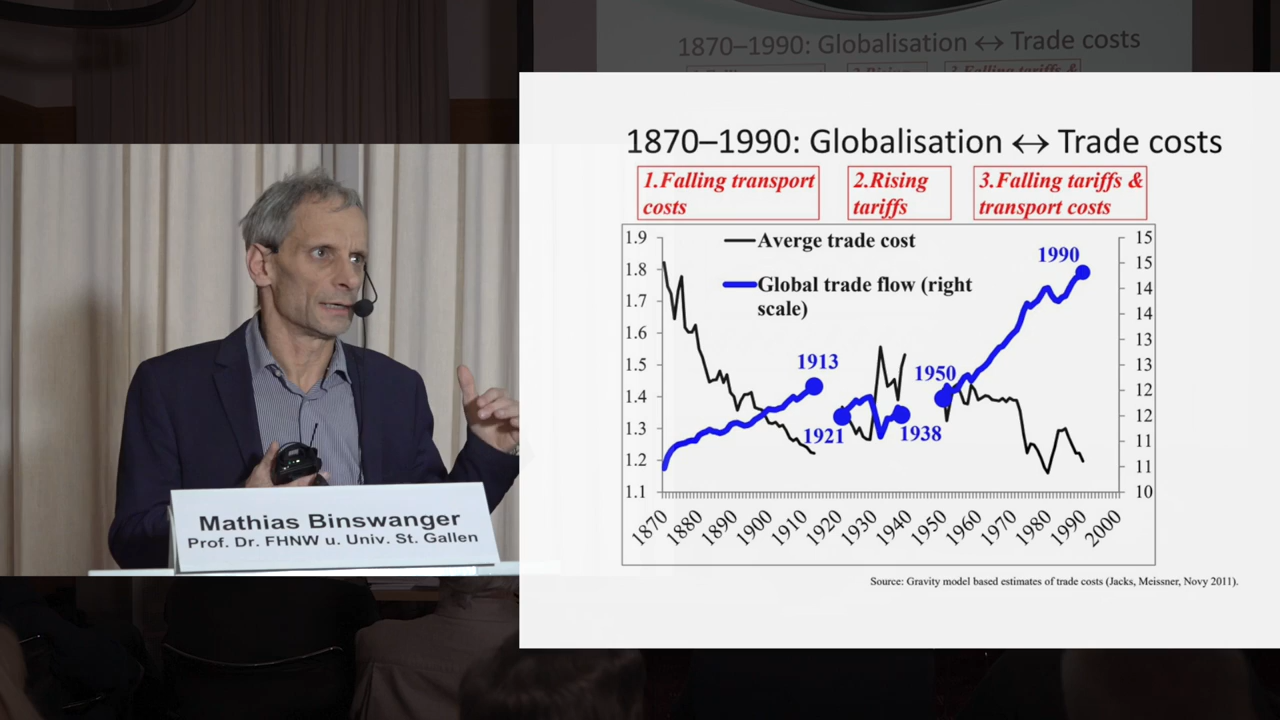 1870–1990: Globalisation ↔ Trade costs
1870–1990: Globalisation ↔ Trade costs
1.Falling transport
costs
2.Rising
tariffs
3.Falling tariffs &
transport costs
Averge trade cost
Global trade flow (right
scale)
1.9
1.8
1.7
1.6
1.5
1.4
1.3
1.2
1.1
15
15
14
14
13
13
12
12
11
11
10
1913
1921
1938
1950
1990
1870
1880
1890
1900
1910
1920
1930
1940
1950
1960
1970
1980
1990
2000
Source: Gravity model based estimates of trade costs (Jacks, Meissner, Novy 2011).
Mathias Binswanger
Prof. Dr. FHNW u. Univ. St. Gallen